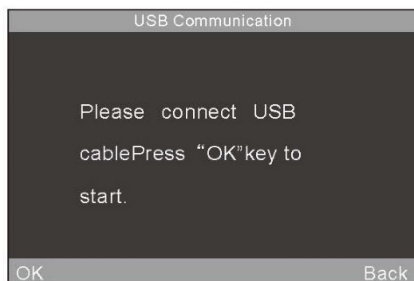 USB Communication
Please connect USB
cablePress “OK”key to
start.
OK Back